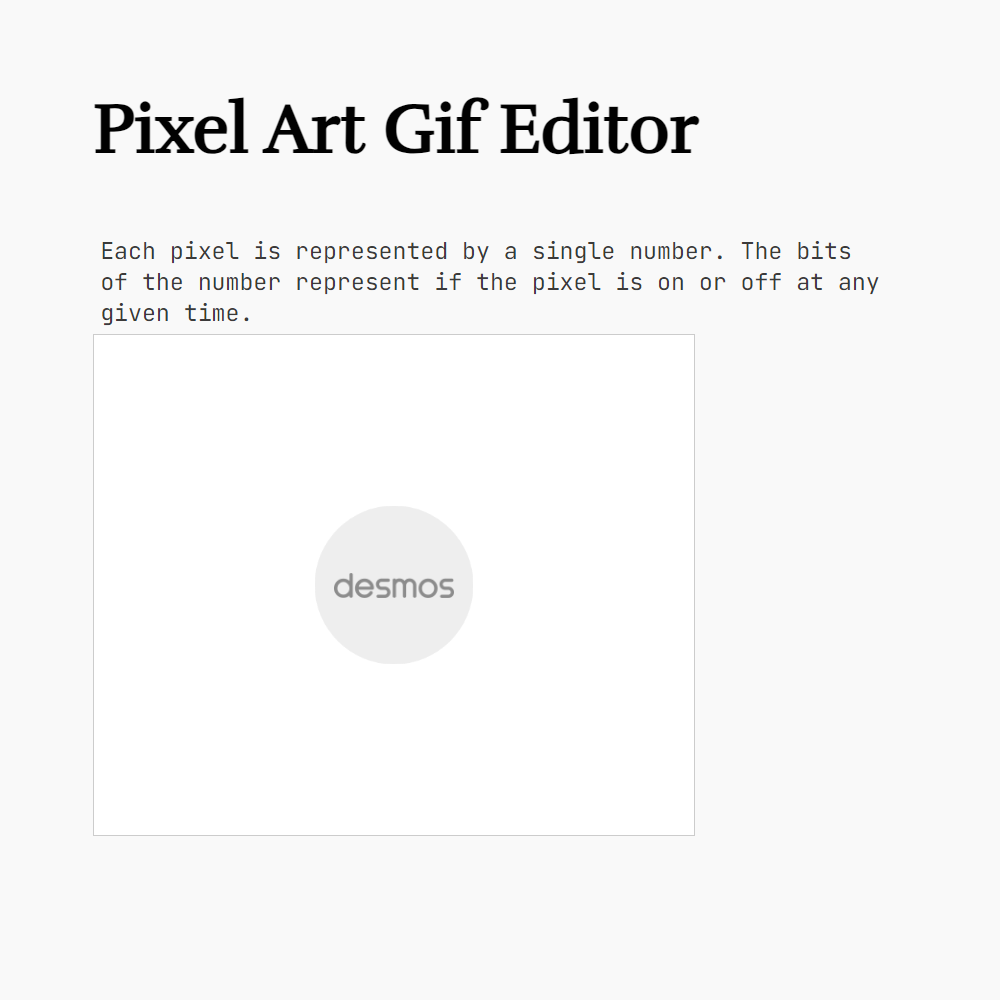 Pixel Art Gif Editor
Each pixel is represented by a single number. The bits
of the number represent if the pixel is on or off at any
given time.
desmos